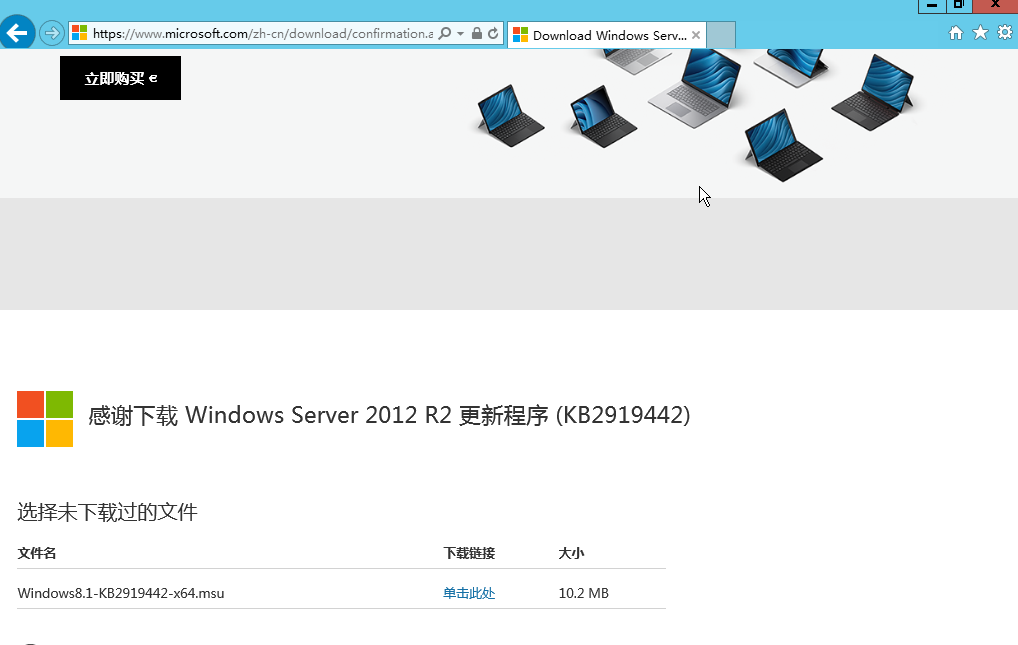 https://www.microsoft.com/zh-cn/download/confirmation.a
Download Windows Serv...
立即购买 e
感谢下载 Windows Server 2012 R2 更新程序 (KB2919442)
选择未下载过的文件
文件名 下载链接 大小
Windows8.1-KB2919442-x64.msu 单击此处 10.2 MB